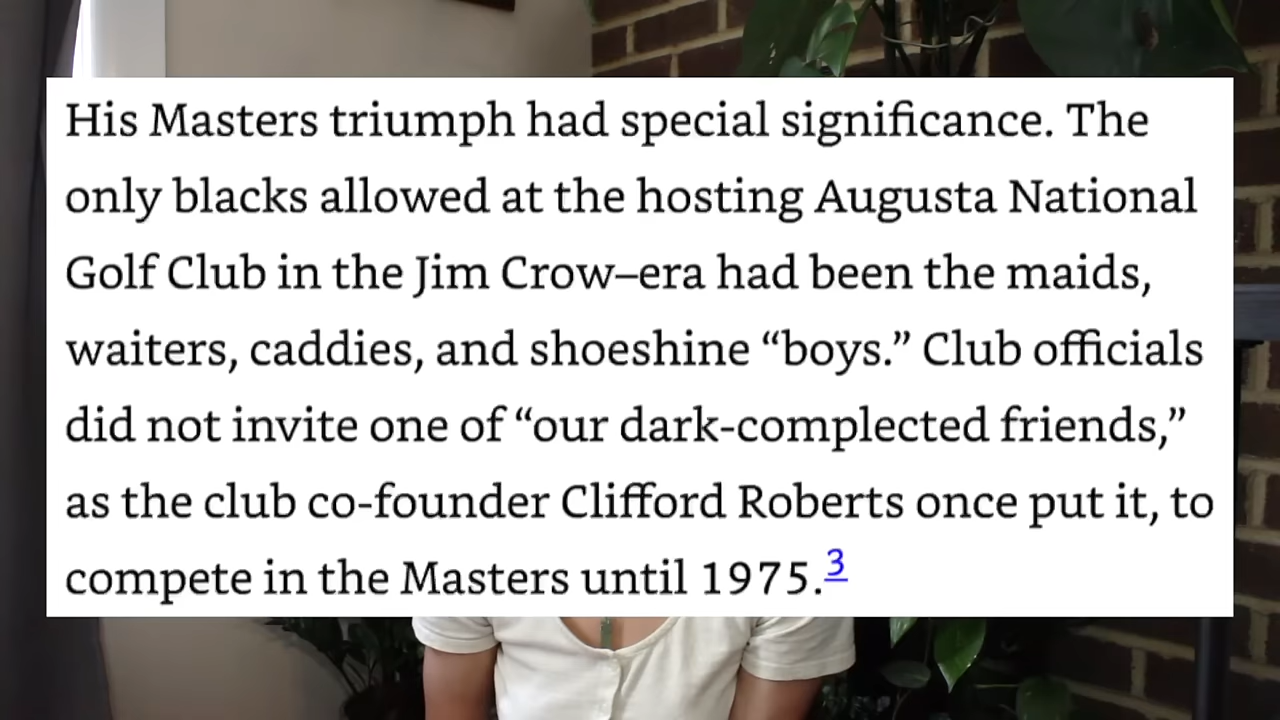 His Masters triumph had special significance. The
only blacks allowed at the hosting Augusta National
Golf Club in the Jim Crow–era had been the maids,
waiters, caddies, and shoeshine “boys.” Club officials
did not invite one of “our dark-complected friends,”
as the club co-founder Clifford Roberts once put it, to
compete in the Masters until 1975.3